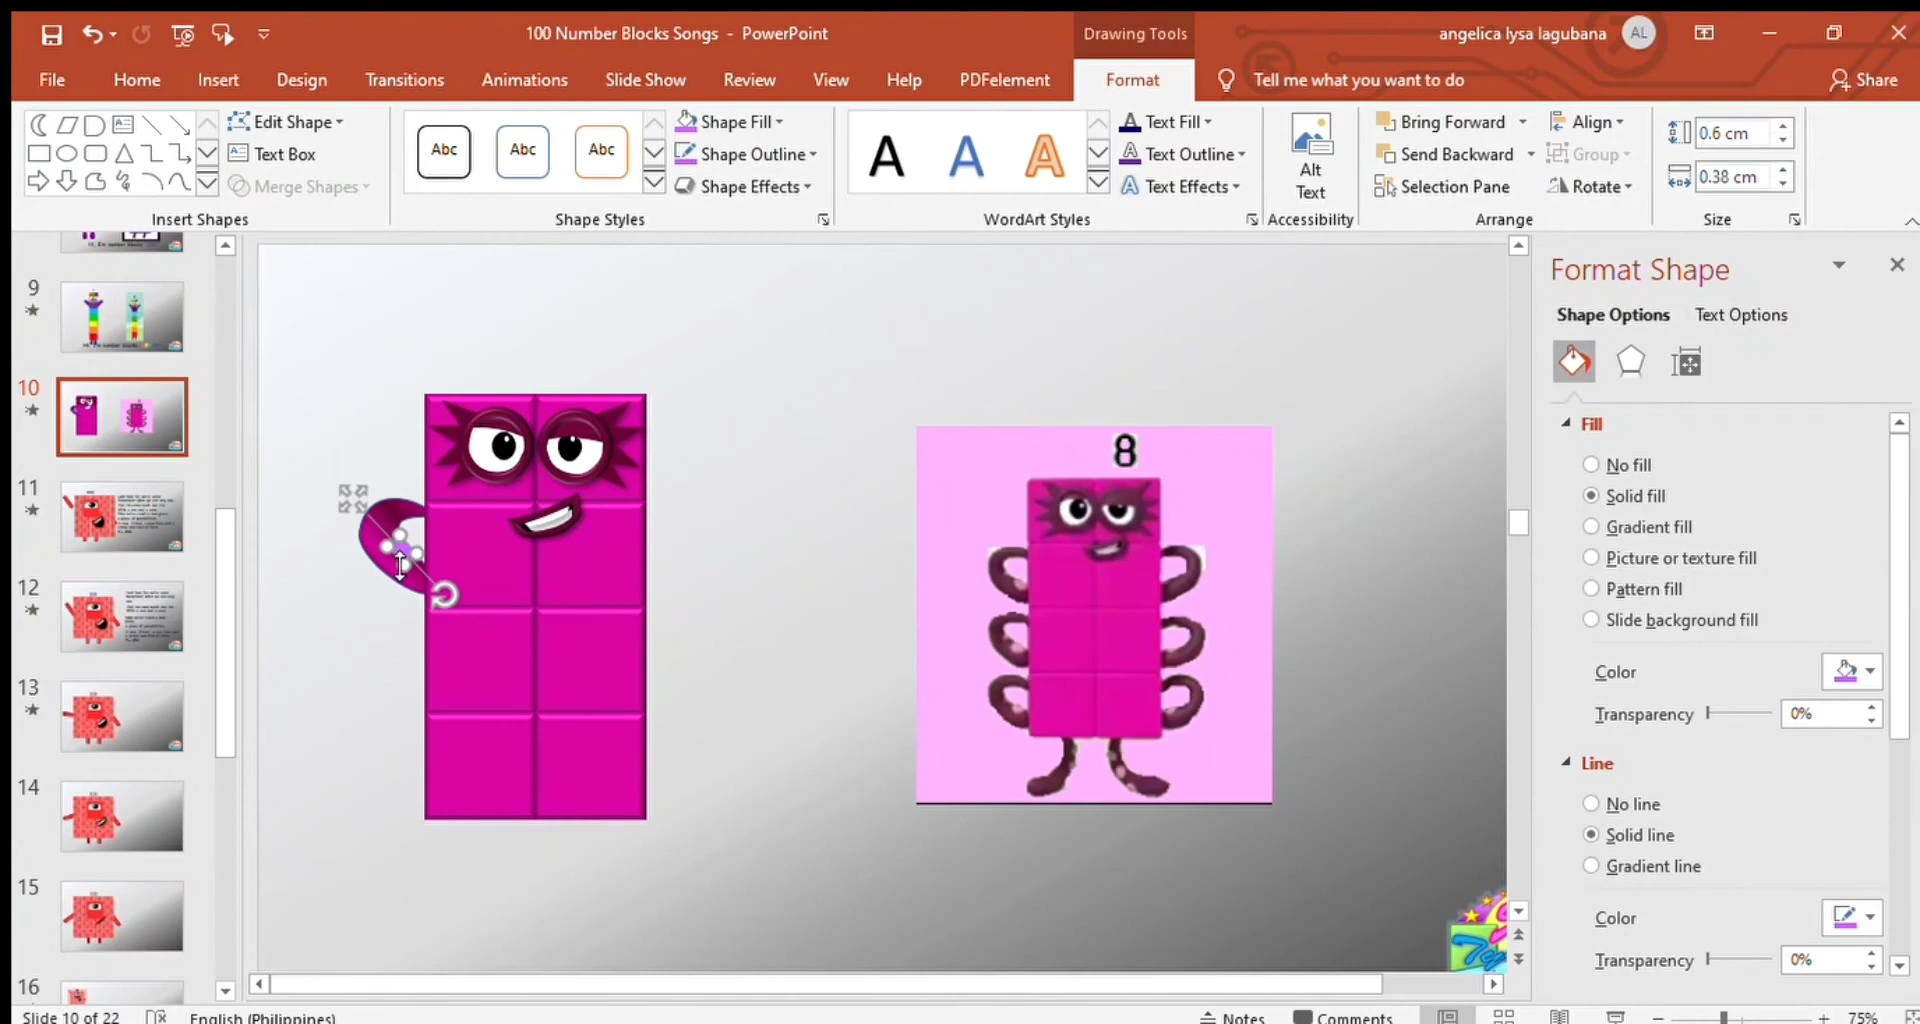 100 Number Blocks Songs - PowerPoint
Drawing Tools
angelica lysa lagubana
AL
File Home Insert Design Transitions Animations Slide Show Review View Help PDFelement Format Tell me what you want to do Share
Edit Shape
Text Box
Merge Shapes
Insert Shapes
Abc Abc Abc
Shape Fill
Shape Outline
Shape Effects
Shape Styles
A A A
Text Fill
Text Outline
Text Effects
WordArt Styles
Alt
Text
Accessibility
Bring Forward
Send Backward
Selection Pane
Align
Group
Rotate
Arrange
0.6 cm
0.38 cm
Size
9
10
11
12
13
14
15
16
8
Format Shape
Shape Options Text Options
Fill
No fill
Solid fill
Gradient fill
Picture or texture fill
Pattern fill
Slide background fill
Color
Transparency 0%
Line
No line
Solid line
Gradient line
Color
Transparency 0%
Slide 10 of 22 English (Philippines) Notes Comments 75%